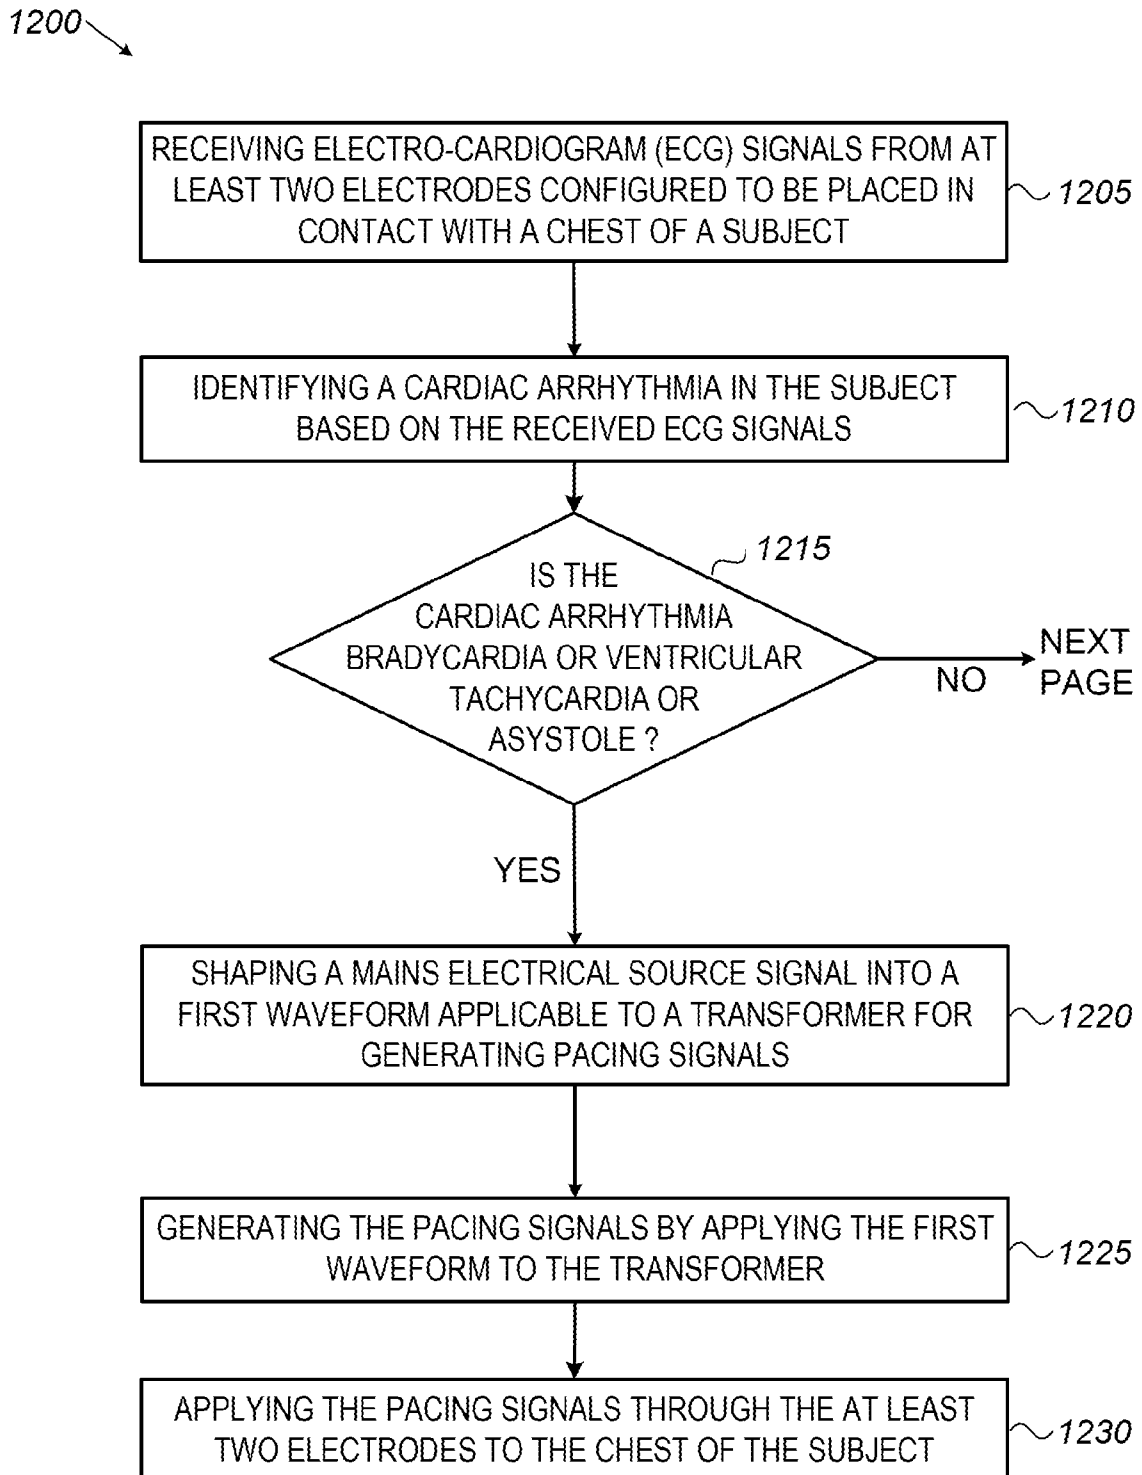 1200
RECEIVING ELECTRO-CARDIOGRAM (ECG) SIGNALS FROM AT
LEAST TWO ELECTRODES CONFIGURED TO BE PLACED IN
CONTACT WITH A CHEST OF A SUBJECT
1205
IDENTIFYING A CARDIAC ARRHYTHMIA IN THE SUBJECT
BASED ON THE RECEIVED ECG SIGNALS
1210
1215
IS THE
CARDIAC ARRHYTHMIA
BRADYCARDIA OR VENTRICULAR
TACHYCARDIA OR
ASYSTOLE ?
NO
NEXT
PAGE
YES
SHAPING A MAINS ELECTRICAL SOURCE SIGNAL INTO A
FIRST WAVEFORM APPLICABLE TO A TRANSFORMER FOR
GENERATING PACING SIGNALS
1220
GENERATING THE PACING SIGNALS BY APPLYING THE FIRST
WAVEFORM TO THE TRANSFORMER
1225
APPLYING THE PACING SIGNALS THROUGH THE AT LEAST
TWO ELECTRODES TO THE CHEST OF THE SUBJECT
1230